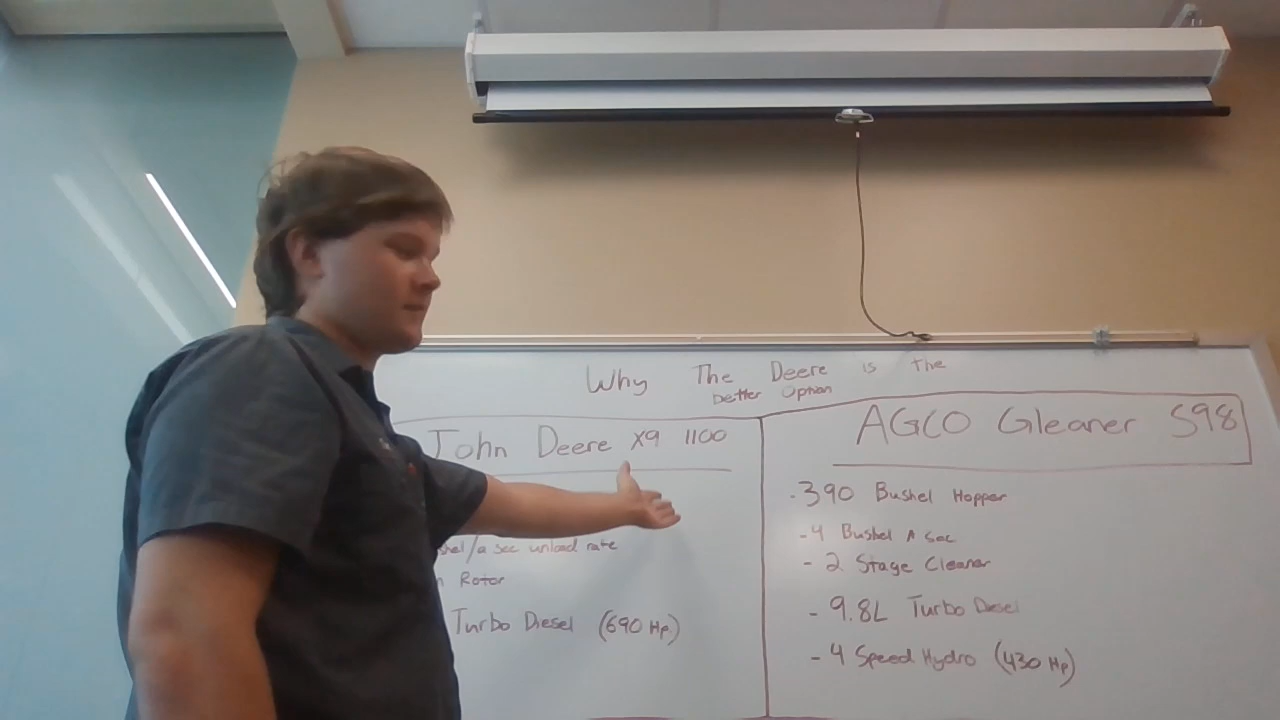 Why The Deere is the
better Option
John Deere X9 1100
/a sec unload rate
Rotor
Turbo Diesel (690 Hp.)
AGCO Gleaner S98
.390 Bushel Hopper
-4 Bushel A Sec
- 2 Stage Cleaner
- 9.8L Turbo Diesel
- 4 Speed Hydro (430 Hp)